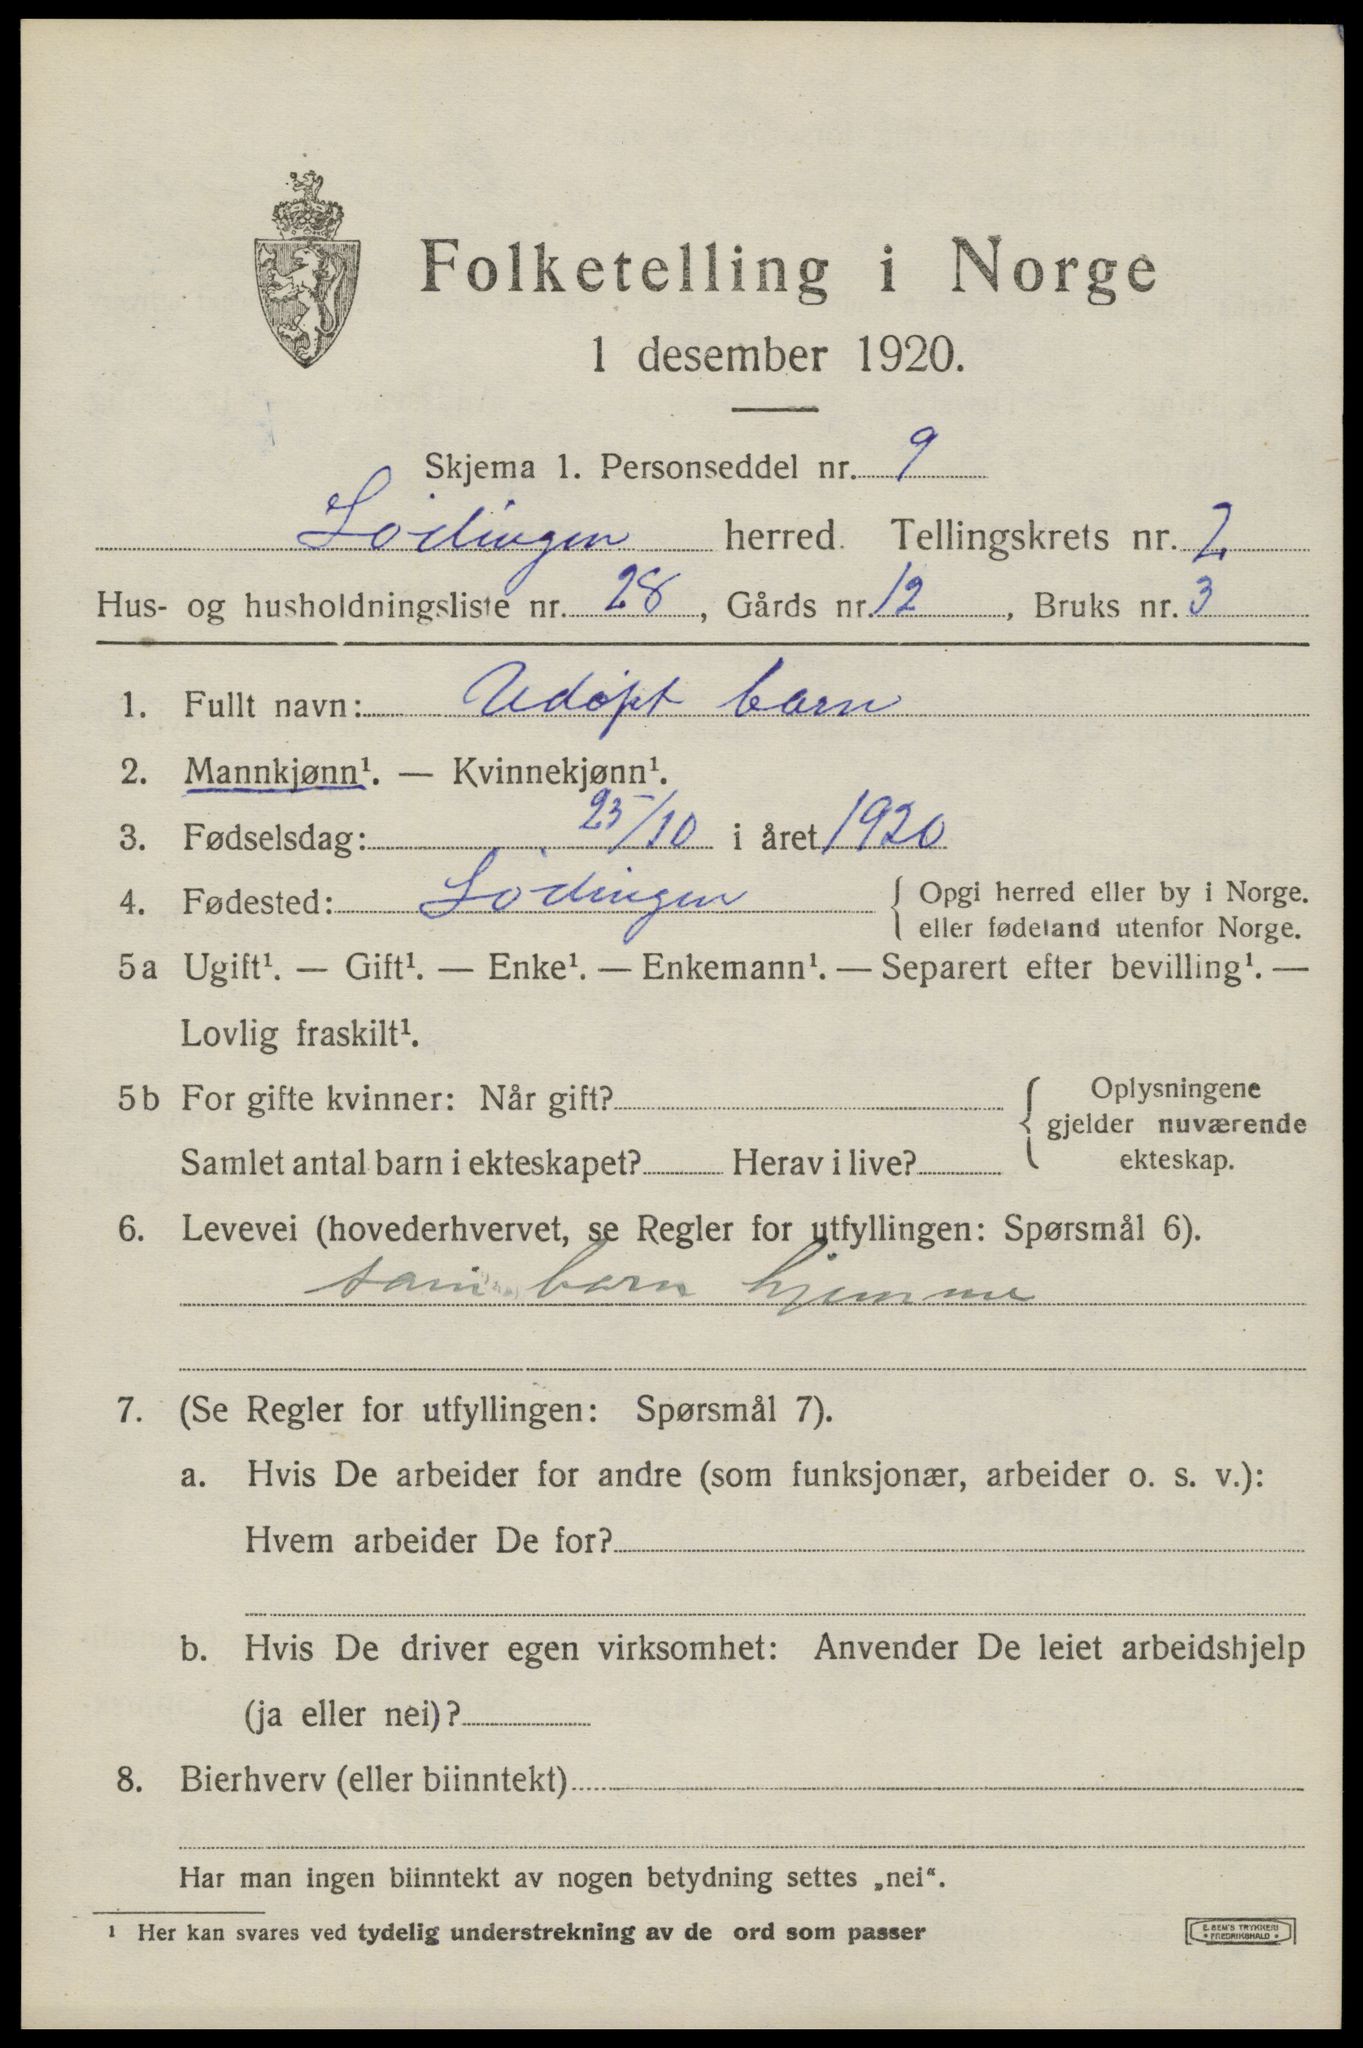 Folketelling i Norge
1 desember 1920.
Skjema 1. Personseddel nr. 9
Lødingen herred. Tellingskrets nr. 2
Hus- og husholdningsliste nr. 28, Gårds nr. 12, Bruks nr. 3
1. Fullt navn: Udøpt barn
2. Mannkjønn¹. — Kvinnekjønn¹.
3. Fødselsdag: 25/10 i året 1920
4. Fødested: Lødingen { Opgi herred eller by i Norge.
eller fødeland utenfor Norge.
5a Ugift¹. — Gift¹. — Enke¹. — Enkemann¹. — Separert efter bevilling¹. —
Lovlig fraskilt¹.
5b For gifte kvinner: Når gift? { Oplysningene
gjelder nuværende
Samlet antal barn i ekteskapet? Herav i live? ekteskap.
6. Levevei (hovederhvervet, se Regler for utfyllingen: Spørsmål 6).
barn hjemme
7. (Se Regler for utfyllingen: Spørsmål 7).
a. Hvis De arbeider for andre (som funksjonær, arbeider o. s. v.):
Hvem arbeider De for?
b. Hvis De driver egen virksomhet: Anvender De leiet arbeidshjelp
(ja eller nei)?
8. Bierhverv (eller biinntekt)
Har man ingen biinntekt av nogen betydning settes „nei“.
¹ Her kan svares ved tydelig understrekning av de ord som passer
E. SEM'S TRYKKERI
• FREDRIKSHALD •